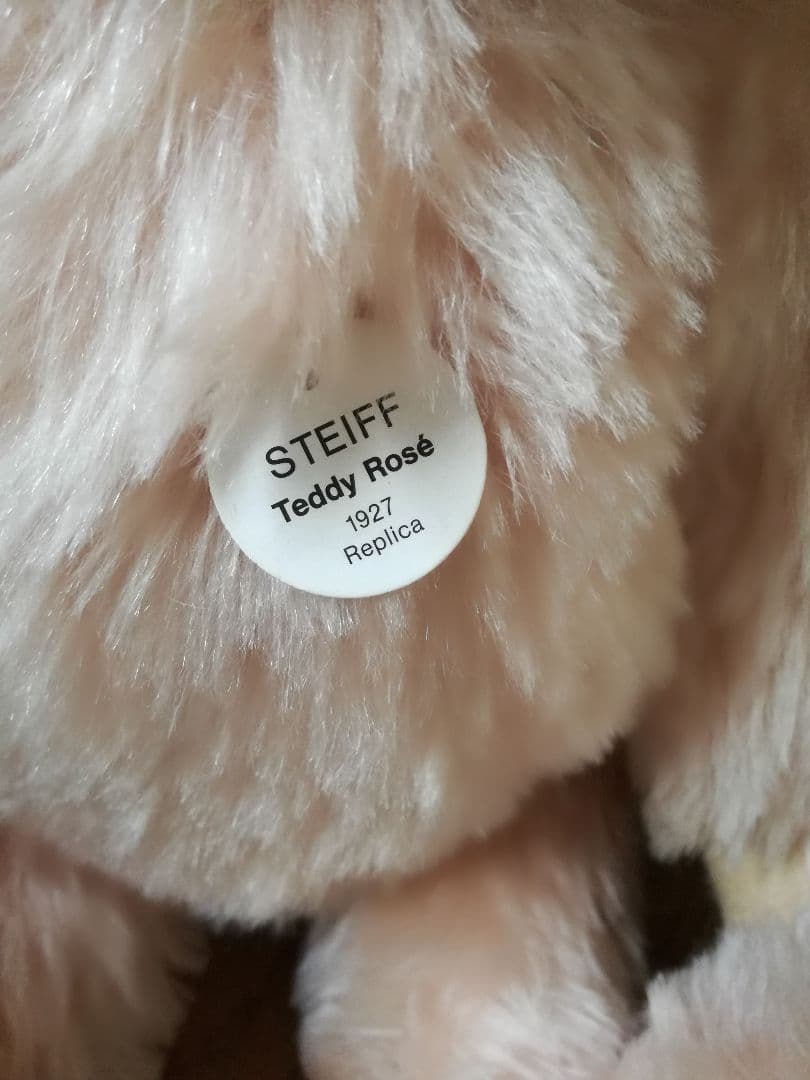 STEIFF
Teddy Rosé
1927
Replica